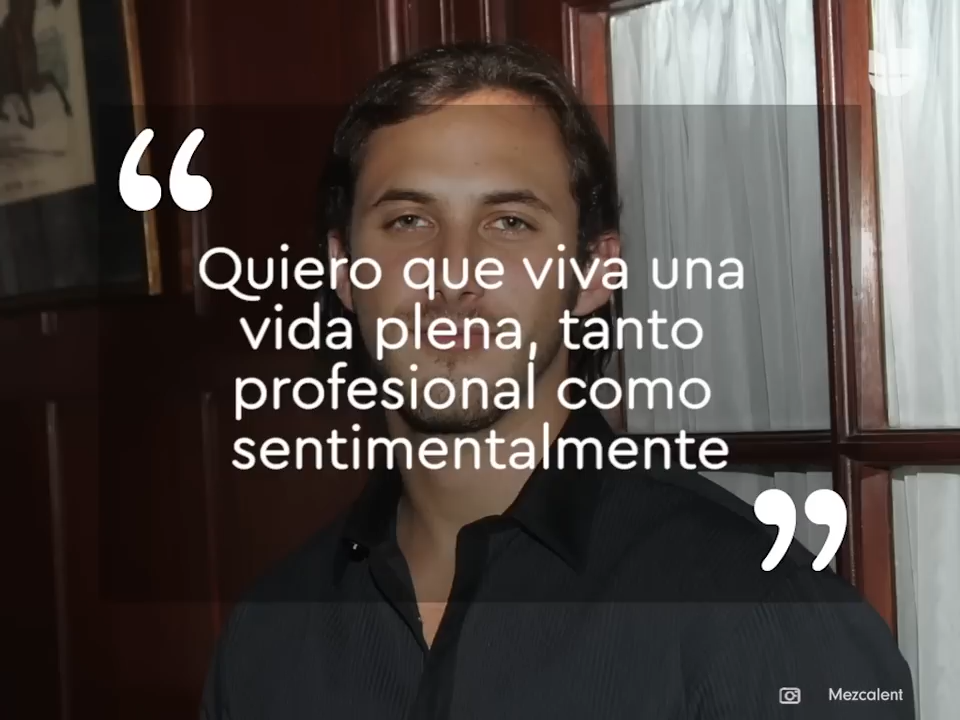 “
Quiero que viva una
vida plena, tanto
profesional como
sentimentalmente
”
Mezcalent